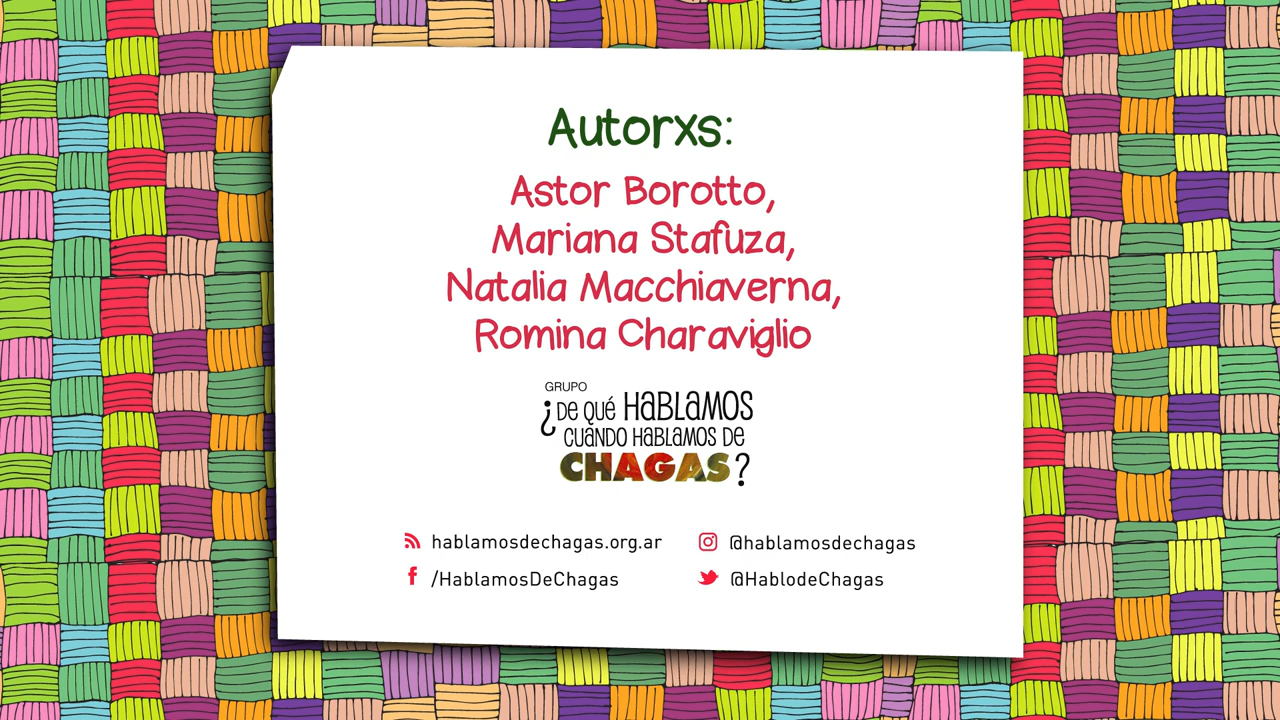 Autorxs:
Astor Borotto,
Mariana Stafuza,
Natalia Macchiaverna,
Romina Charaviglio
GRUPO
¿DE QUÉ HABLAMOS
CUANDO HABLAMOS DE
CHAGAS?
hablamosdechagas.org.ar
@hablamosdechagas
/HablamosDeChagas
@HablodeChagas